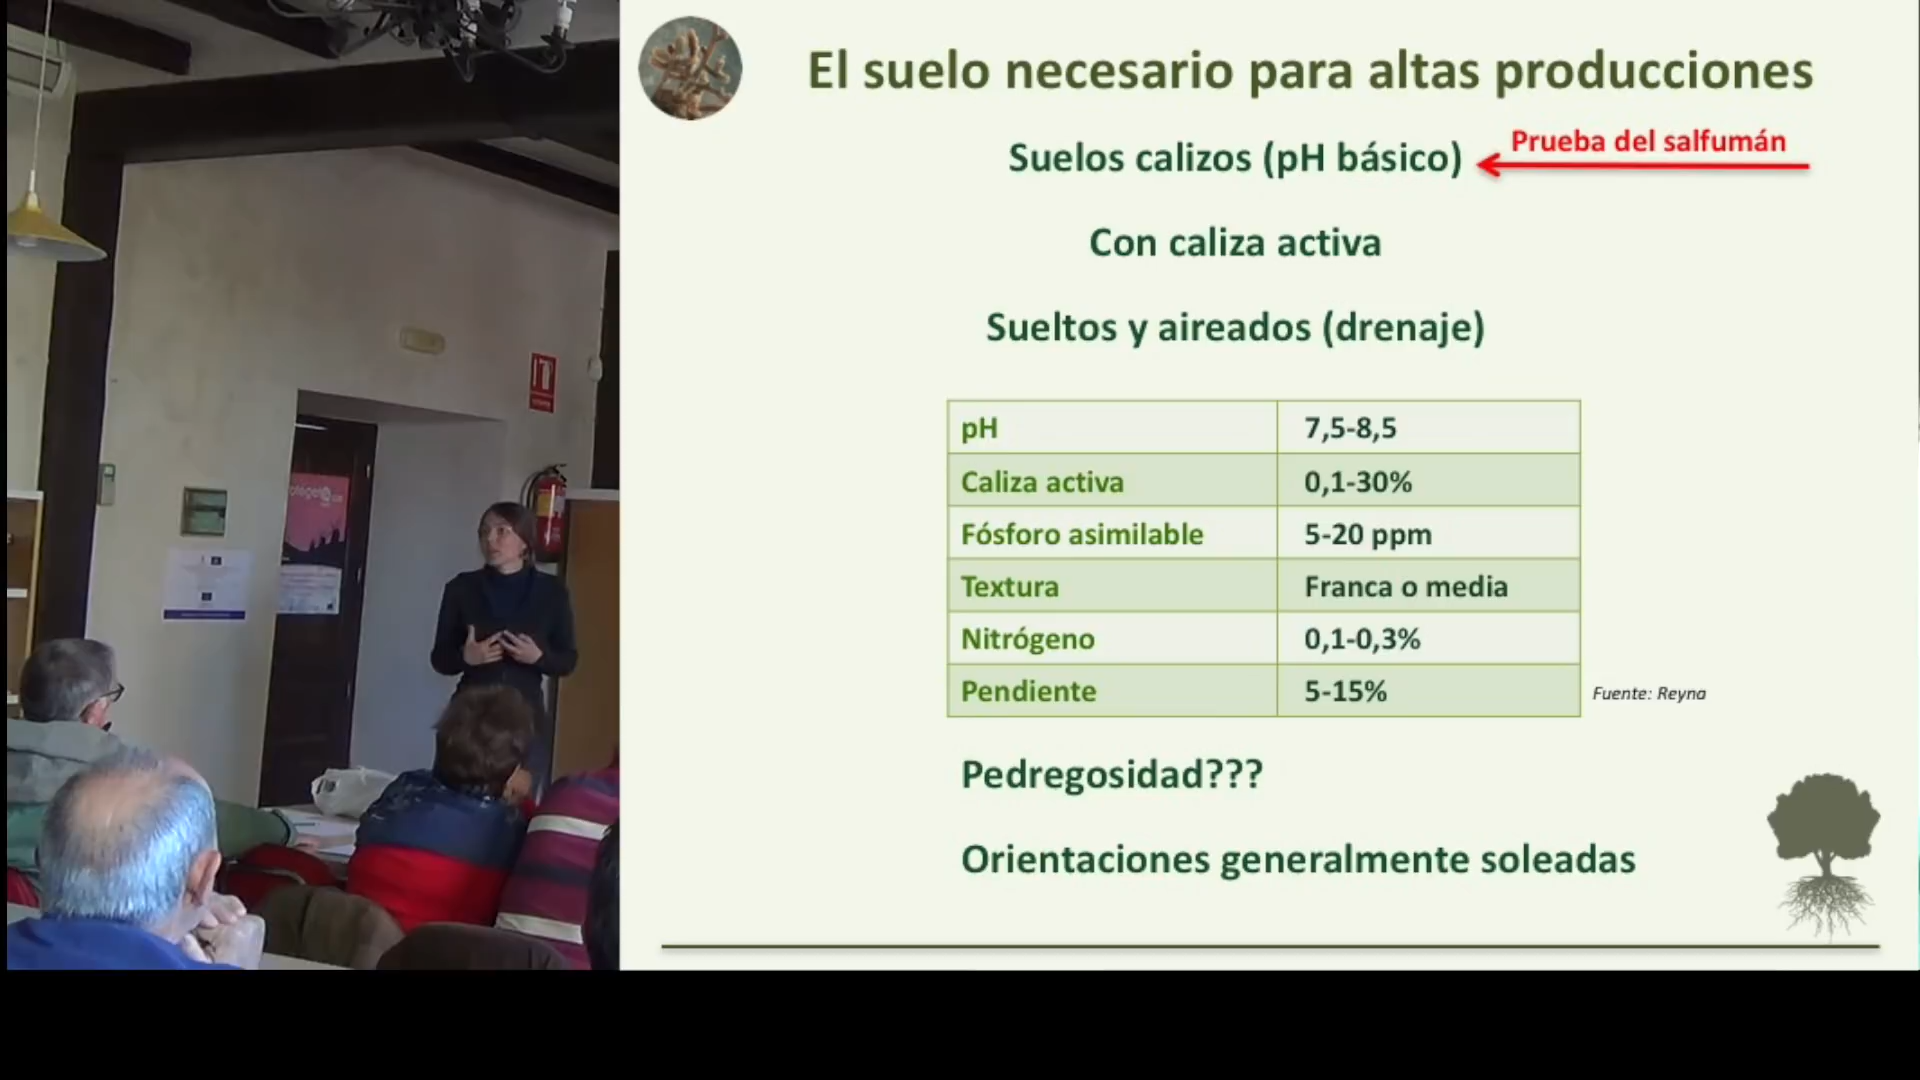 El suelo necesario para altas producciones
Suelos calizos (pH básico)
Prueba del salfumán
Con caliza activa
Sueltos y aireados (drenaje)
pH 7,5-8,5
Caliza activa 0,1-30%
Fósforo asimilable 5-20 ppm
Textura Franca o media
Nitrógeno 0,1-0,3%
Pendiente 5-15%
Fuente: Reyna
Pedregosidad???
Orientaciones generalmente soleadas